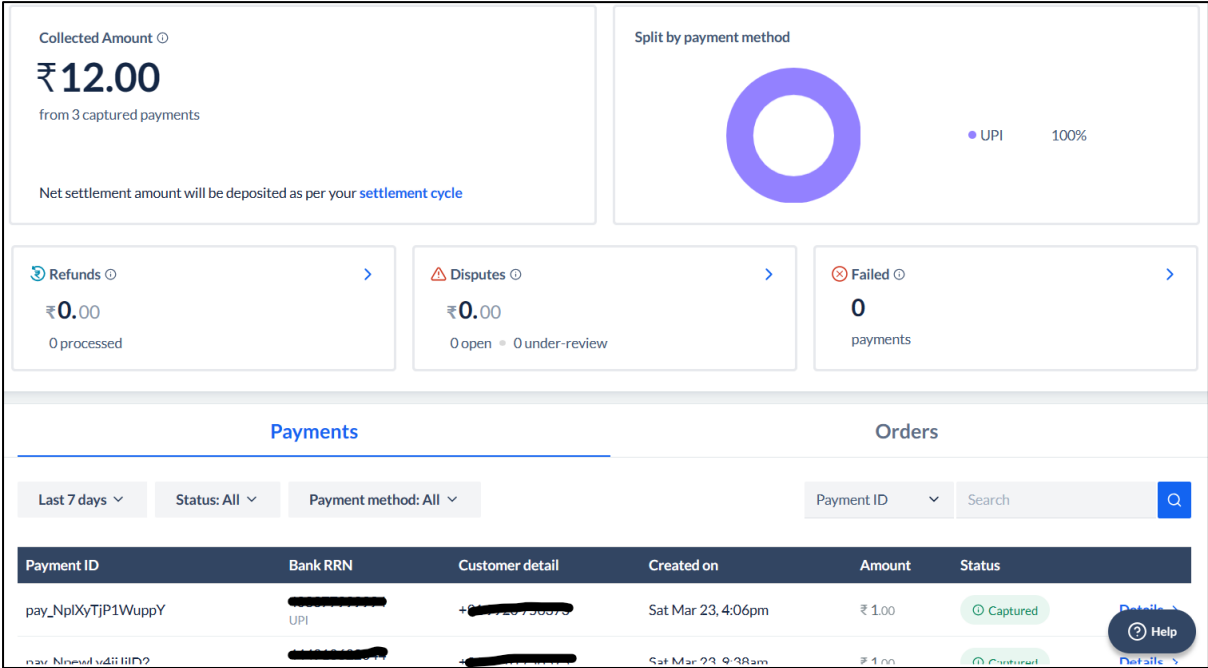 Collected Amount
₹12.00
from 3 captured payments
Net settlement amount will be deposited as per your settlement cycle
Split by payment method
UPI 100%
Refunds
₹0.00
0 processed
Disputes
₹0.00
0 open 0 under-review
Failed
0
payments
Payments Orders
Last 7 days Status: All Payment method: All Payment ID Search
Payment ID Bank RRN Customer detail Created on Amount Status
pay_NplXyTjP1WuppY Sat Mar 23, 4:06pm ₹ 1.00 Captured Details
UPI
Help
Sat Mar 23, 9:38am ₹ 1.00 Captured Details